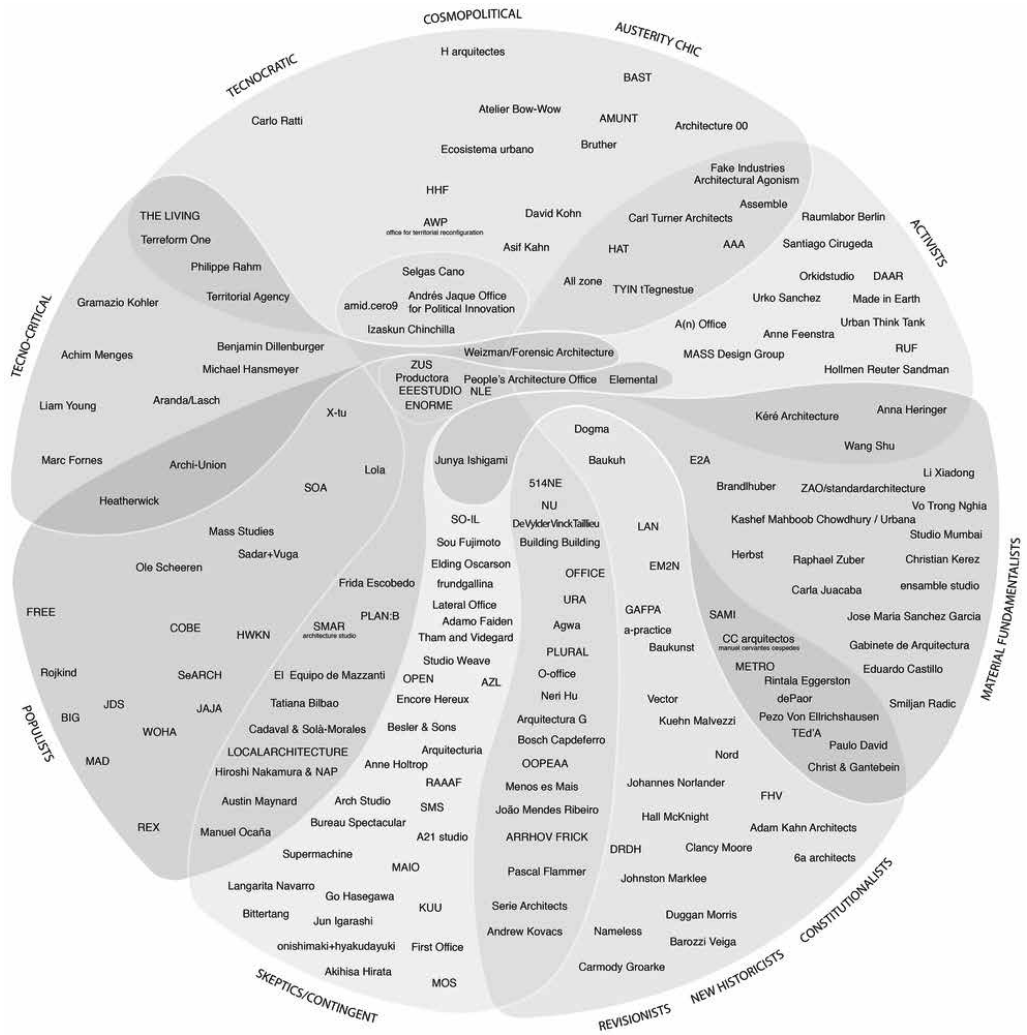 COSMOPOLITICAL
AUSTERITY CHIC
TECNOCRATIC
H arquitectes
BAST
Carlo Ratti
Atelier Bow-Wow
AMUNT
Architecture 00
Ecosistema urbano
Bruther
Fake Industries
Architectural Agonism
HHF
Assemble
THE LIVING
David Kohn
Carl Turner Architects
Raumlabor Berlin
AWP
office for territorial reconfiguration
ACTIVISTS
Terreform One
Asif Kahn
HAT
AAA
Santiago Cirugeda
Philippe Rahm
Selgas Cano
Orkidstudio
DAAR
All zone
TYIN tTegnestue
Gramazio Kohler
Territorial Agency
amid.cero9
Andrés Jaque Office
for Political Innovation
Urko Sanchez
Made in Earth
TECNO-CRITICAL
Izaskun Chinchilla
A(n) Office
Anne Feenstra
Urban Think Tank
Achim Menges
Benjamin Dillenburger
Weizman/Forensic Architecture
MASS Design Group
RUF
Michael Hansmeyer
ZUS
Hollmen Reuter Sandman
Productora
People's Architecture Office
Elemental
EEESTUDIO
NLE
Liam Young
Aranda/Lasch
ENORME
X-tu
Kéré Architecture
Anna Heringer
Dogma
Wang Shu
Marc Fornes
Archi-Union
Lola
Junya Ishigami
Baukuh
E2A
Li Xiadong
Heatherwick
SOA
514NE
Brandlhuber
ZAO/standardarchitecture
NU
Vo Trong Nghia
Mass Studies
SO-IL
DeVylderVinckTaillieu
LAN
Kashef Mahboob Chowdhury / Urbana
Studio Mumbai
Sadar+Vuga
Sou Fujimoto
Building Building
Herbst
Raphael Zuber
Christian Kerez
Ole Scheeren
Elding Oscarson
EM2N
Frida Escobedo
frundgallina
OFFICE
Carla Juacaba
ensamble studio
FREE
Lateral Office
URA
GAFPA
SAMI
Jose María Sanchez Garcia
COBE
HWKN
SMAR
architecture studio
PLAN:B
Adamo Faiden
Agwa
a-practice
Tham and Videgard
CC arquitectos
manuel cervantes cespedes
Gabinete de Arquitectura
PLURAL
Baukunst
Rojkind
SeARCH
El Equipo de Mazzanti
Studio Weave
METRO
Eduardo Castillo
OPEN
AZL
O-office
Rintala Eggerston
MATERIAL FUNDAMENTALISTS
JDS
JAJA
Tatiana Bilbao
Encore Hereux
Neri Hu
Vector
dePaor
Smiljan Radic
BIG
POPULISTS
WOHA
Cadaval & Solà-Morales
Besler & Sons
Arquitectura G
Kuehn Malvezzi
Pezo Von Ellrichshausen
TEd'A
Bosch Capdeferro
Paulo David
LOCALARCHITECTURE
Arquitecturia
Nord
MAD
Hiroshi Nakamura & NAP
Anne Holtrop
OOPEAA
Christ & Gantebein
RAAAF
Menos es Mais
Johannes Norlander
FHV
Austin Maynard
Arch Studio
SMS
João Mendes Ribeiro
Hall McKnight
Bureau Spectacular
REX
Manuel Ocaña
A21 studio
ARRHOV FRICK
Adam Kahn Architects
Supermachine
DRDH
Clancy Moore
6a architects
MAIO
Pascal Flammer
Johnston Marklee
Langarita Navarro
Go Hasegawa
KUU
Serie Architects
Bittertang
Jun Igarashi
Duggan Morris
CONSTITUTIONALISTS
Andrew Kovacs
Nameless
onishimaki+hyakudayuki
First Office
Barozzi Veiga
Akihisa Hirata
MOS
Carmody Groarke
NEW HISTORICISTS
SKEPTICS/CONTINGENT
REVISIONISTS